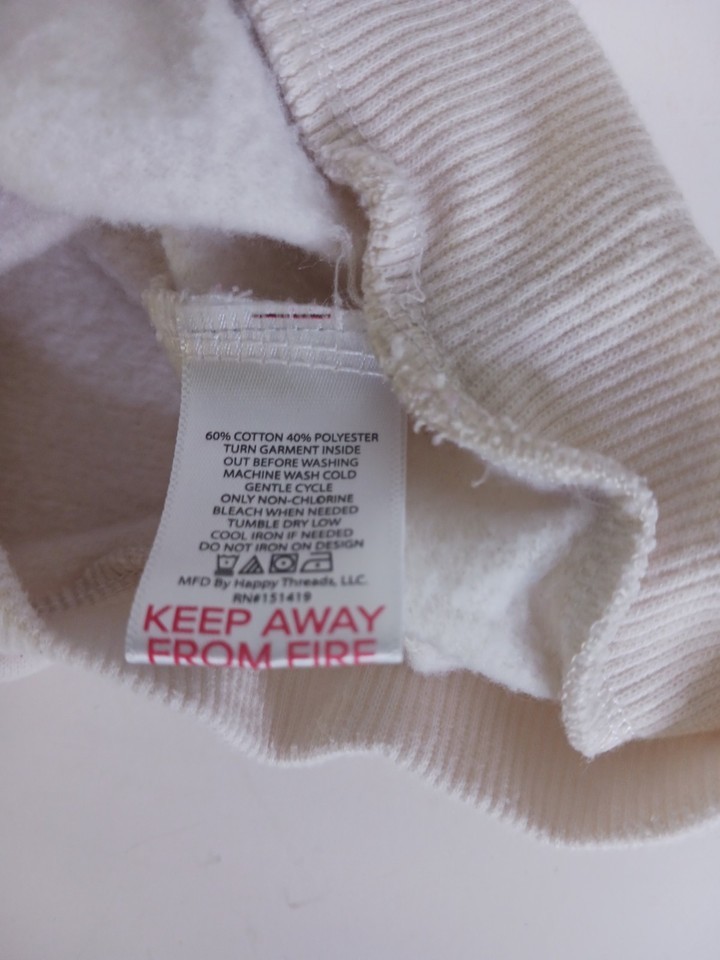 60% COTTON 40% POLYESTER
TURN GARMENT INSIDE
OUT BEFORE WASHING
MACHINE WASH COLD
GENTLE CYCLE
ONLY NON-CHLORINE
BLEACH WHEN NEEDED
TUMBLE DRY LOW
COOL IRON IF NEEDED
DO NOT IRON ON DESIGN
MFD By Happy Threads, LLC.
RN#151419
KEEP AWAY
FROM FIRE